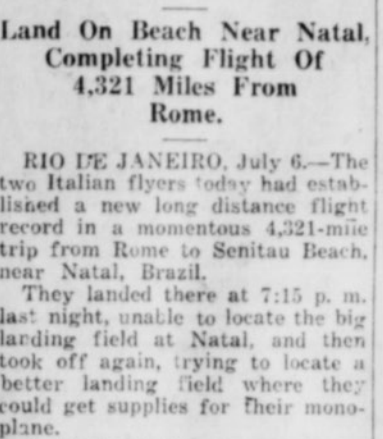 Land On Beach Near Natal,
Completing Flight Of
4,321 Miles From
Rome.
RIO DE JANEIRO, July 6.—The
two Italian flyers today had estab-
lished a new long distance flight
record in a momentous 4,321-mile
trip from Rome to Senitau Beach,
near Natal, Brazil.
They landed there at 7:15 p. m.
last night, unable to locate the big
landing field at Natal, and then
took off again, trying to locate a
better landing field where they
could get supplies for their mono-
plane.